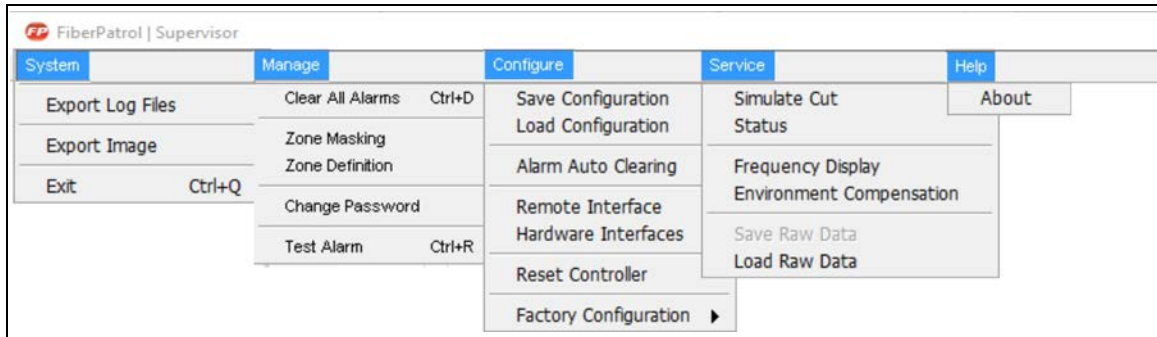 FP FiberPatrol | Supervisor
System Manage Configure Service Help
Export Log Files
Export Image
Exit Ctrl+Q
Clear All Alarms Ctrl+D
Zone Masking
Zone Definition
Change Password
Test Alarm Ctrl+R
Save Configuration
Load Configuration
Alarm Auto Clearing
Remote Interface
Hardware Interfaces
Reset Controller
Factory Configuration
Simulate Cut
Status
Frequency Display
Environment Compensation
Save Raw Data
Load Raw Data
About